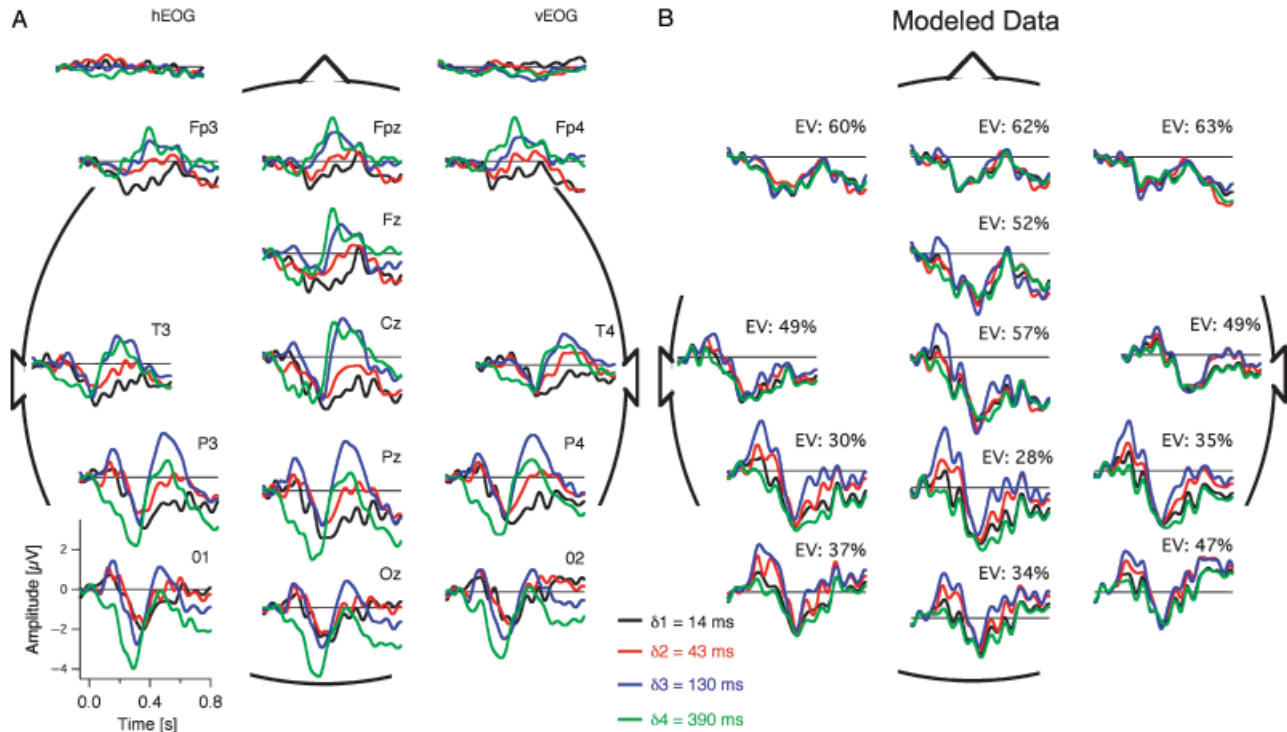 A
hEOG
vEOG
B
Modeled Data
Fp3
Fpz
Fp4
EV: 60%
EV: 62%
EV: 63%
Fz
EV: 52%
T3
Cz
T4
EV: 49%
EV: 57%
EV: 49%
P3
Pz
P4
EV: 30%
EV: 28%
EV: 35%
01
Oz
02
EV: 37%
EV: 34%
EV: 47%
Amplitude [µV]
2
0
−2
−4
0.0 0.4 0.8
Time [s]
δ1 = 14 ms
δ2 = 43 ms
δ3 = 130 ms
δ4 = 390 ms